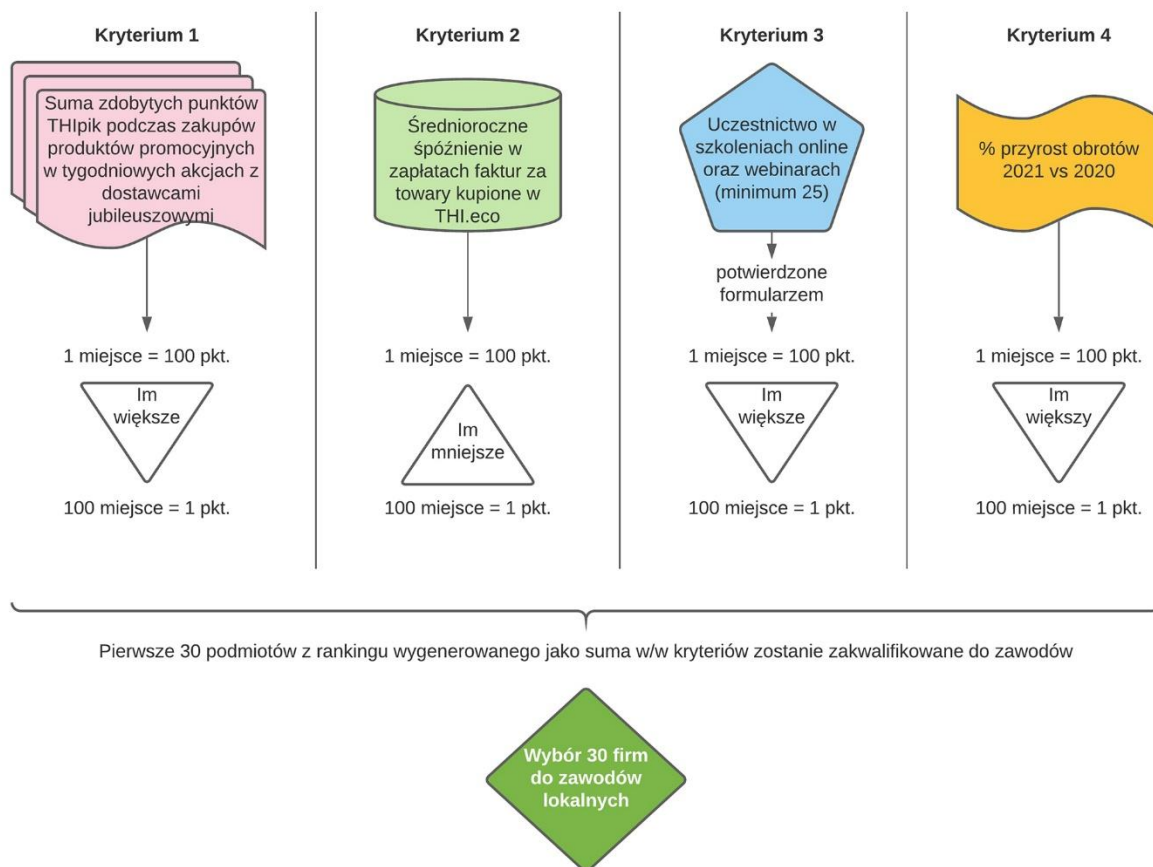 Kryterium 1
Suma zdobytych punktów
THIpik podczas zakupów
produktów promocyjnych
w tygodniowych akcjach z
dostawcami
jubileuszowymi
1 miejsce = 100 pkt.
Im
większe
100 miejsce = 1 pkt.
Kryterium 2
Średnioroczne
śpóźnienie w
zapłatach faktur za
towary kupione w
THI.eco
1 miejsce = 100 pkt.
Im
mniejsze
100 miejsce = 1 pkt.
Kryterium 3
Uczestnictwo w
szkoleniach online
oraz webinarach
(minimum 25)
potwierdzone
formularzem
1 miejsce = 100 pkt.
Im
większe
100 miejsce = 1 pkt.
Kryterium 4
% przyrost obrotów
2021 vs 2020
1 miejsce = 100 pkt.
Im
większy
100 miejsce = 1 pkt.
Pierwsze 30 podmiotów z rankingu wygenerowanego jako suma w/w kryteriów zostanie zakwalifikowane do zawodów
Wybór 30 firm
do zawodów
lokalnych